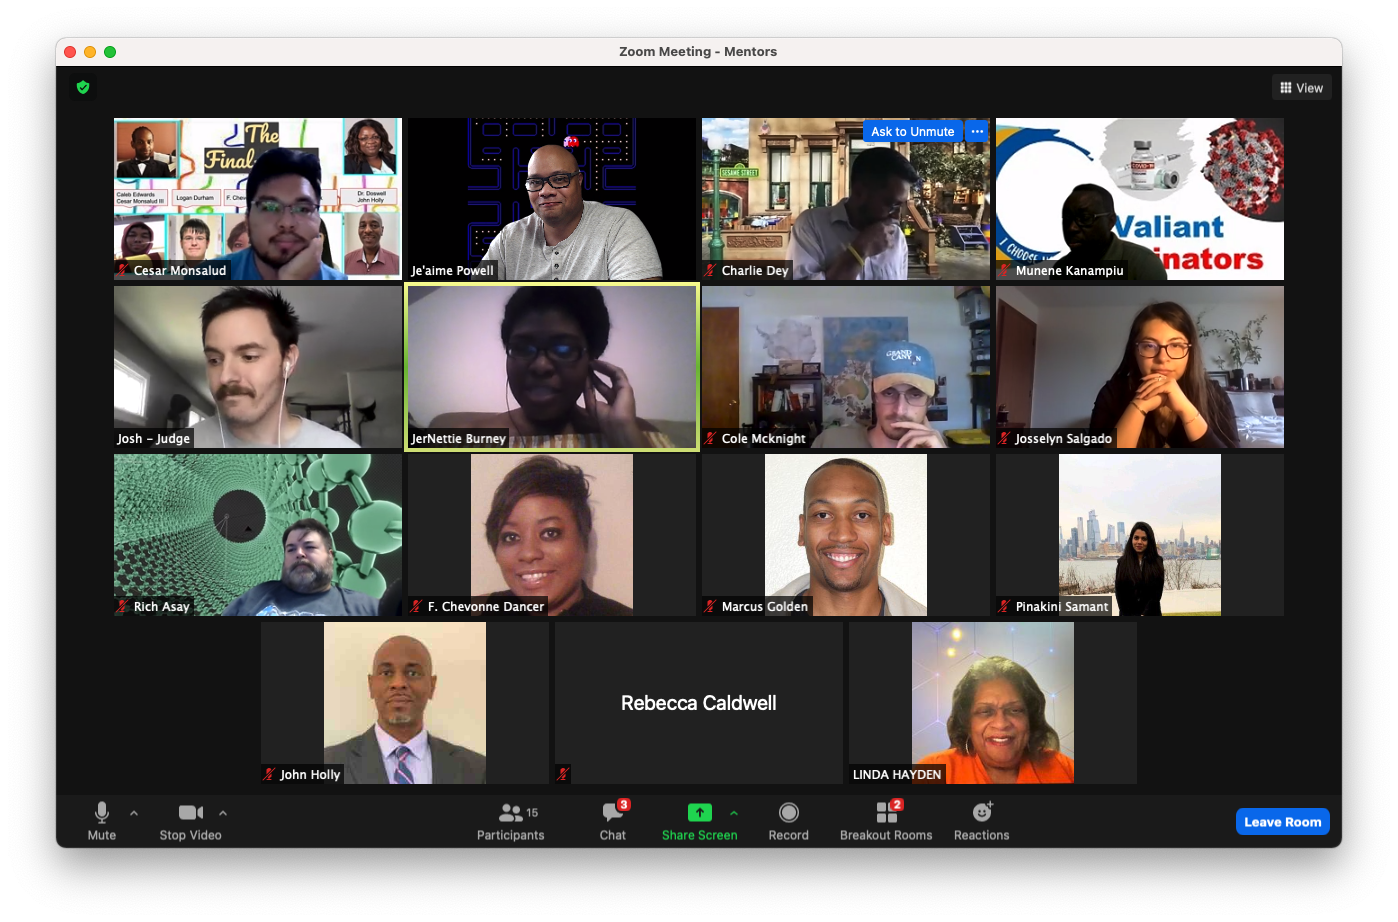 Zoom Meeting - Mentors
View
The
Final
Caleb Edwards
Cesar Monsalud III
Logan Durham
F. Chev
Dr. Doswell
John Holly
Cesar Monsalud
Je'aime Powell
SESAME STREET
Ask to Unmute
Charlie Dey
COVID-19
Valiant
inators
I CHOOSE
Munene Kanampiu
Josh – Judge
JerNettie Burney
GRAND
CANYON
Cole Mcknight
Josselyn Salgado
Rich Asay
F. Chevonne Dancer
Marcus Golden
Pinakini Samant
John Holly
Rebecca Caldwell
LINDA HAYDEN
Mute
Stop Video
15
Participants
3
Chat
Share Screen
Record
2
Breakout Rooms
Reactions
Leave Room